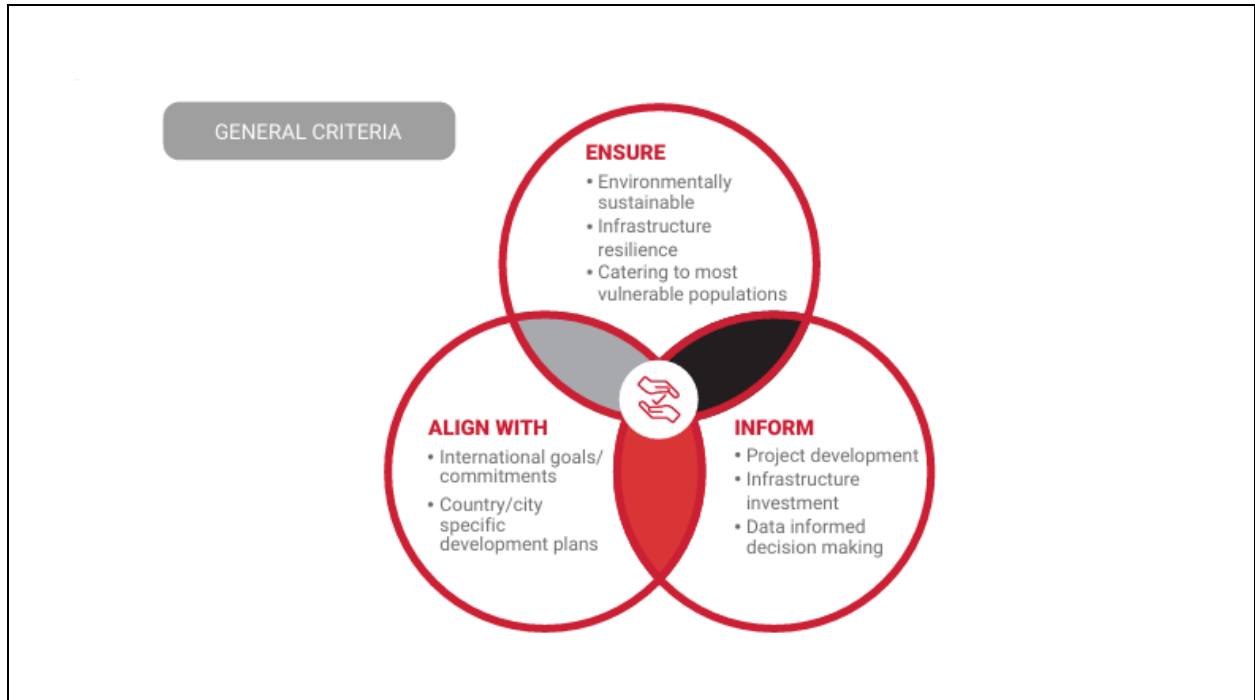 GENERAL CRITERIA
ENSURE
• Environmentally
sustainable
• Infrastructure
resilience
• Catering to most
vulnerable populations
ALIGN WITH
• International goals/
commitments
• Country/city
specific
development plans
INFORM
• Project development
• Infrastructure
investment
• Data informed
decision making